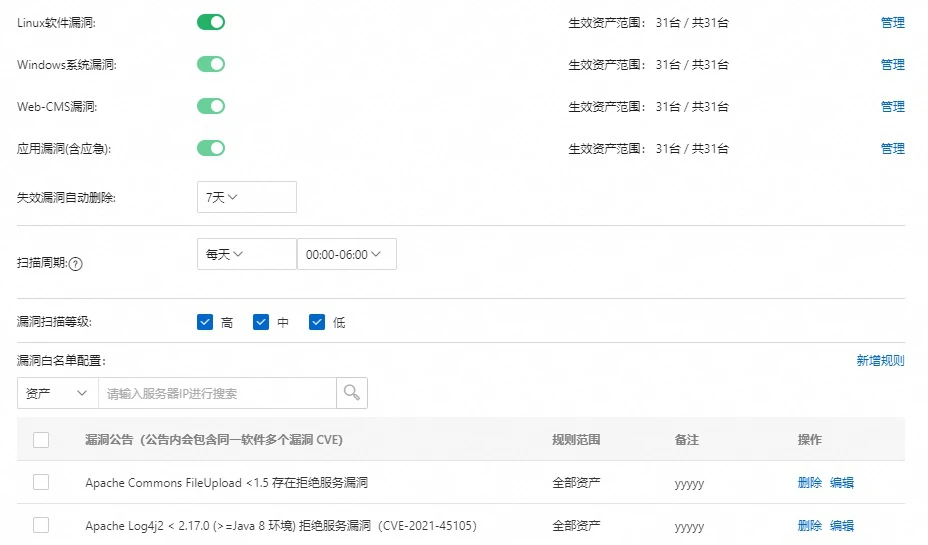 Linux软件漏洞: 生效资产范围: 31台 / 共31台 管理
Windows系统漏洞: 生效资产范围: 31台 / 共31台 管理
Web-CMS漏洞: 生效资产范围: 31台 / 共31台 管理
应用漏洞(含应急): 生效资产范围: 31台 / 共31台 管理
失效漏洞自动删除: 7天
扫描周期: ? 每天 00:00-06:00
漏洞扫描等级: 高 中 低
漏洞白名单配置: 新增规则
资产 请输入服务器IP进行搜索
漏洞公告（公告内会包含同一软件多个漏洞 CVE） 规则范围 备注 操作
Apache Commons FileUpload <1.5 存在拒绝服务漏洞 全部资产 yyyyy 删除 编辑
Apache Log4j2 < 2.17.0 (>=Java 8 环境) 拒绝服务漏洞（CVE-2021-45105） 全部资产 yyyyy 删除 编辑